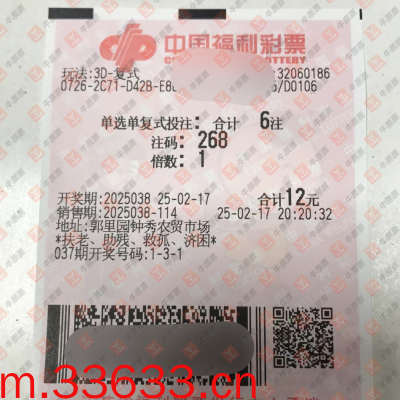 中国福利彩票
玩法:3D-复式 32060186
0726-2C71-D42B-E8 /D0106
单选单复式投注: 合计 6注
注码: 268
倍数: 1
开奖期:2025038 25-02-17 合计12元
销售期:2025038-114 25-02-17 20:20:32
地址:郭里园钟秀农贸市场
*扶老、助残、救孤、济困*
037期开奖号码:1-3-1
m.33633.cn